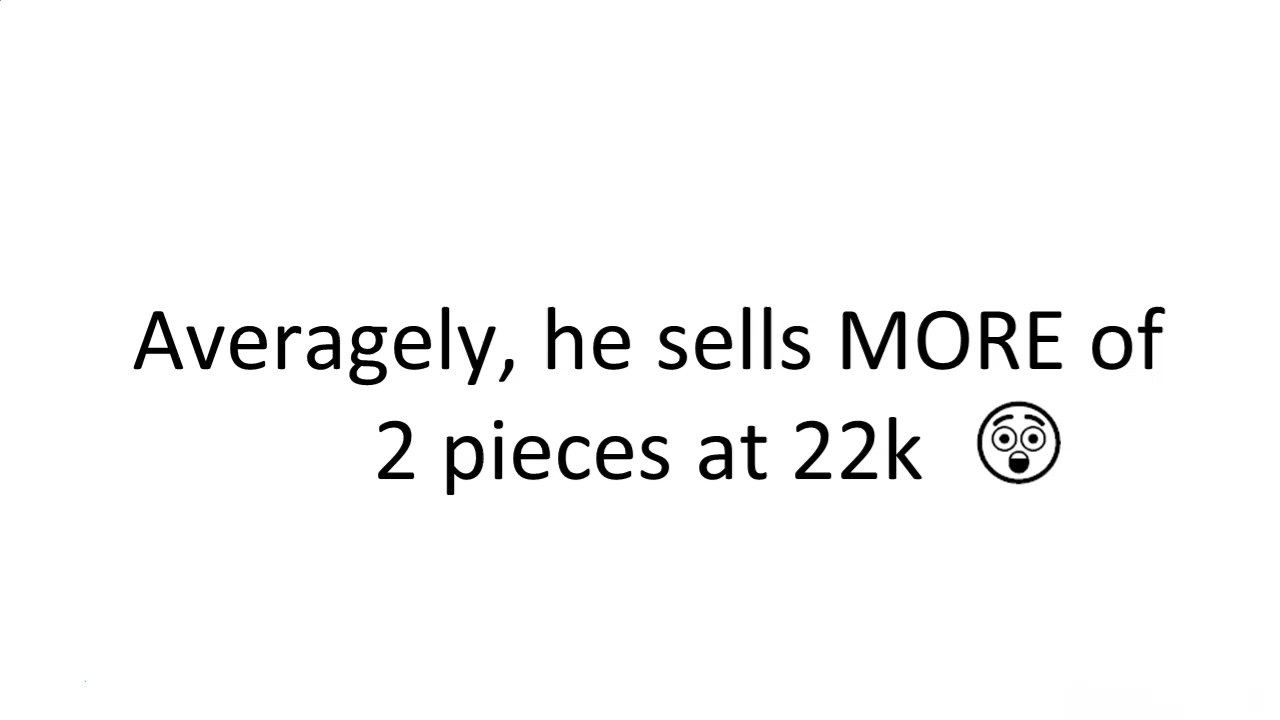 Averagely, he sells MORE of
2 pieces at 22k 😲